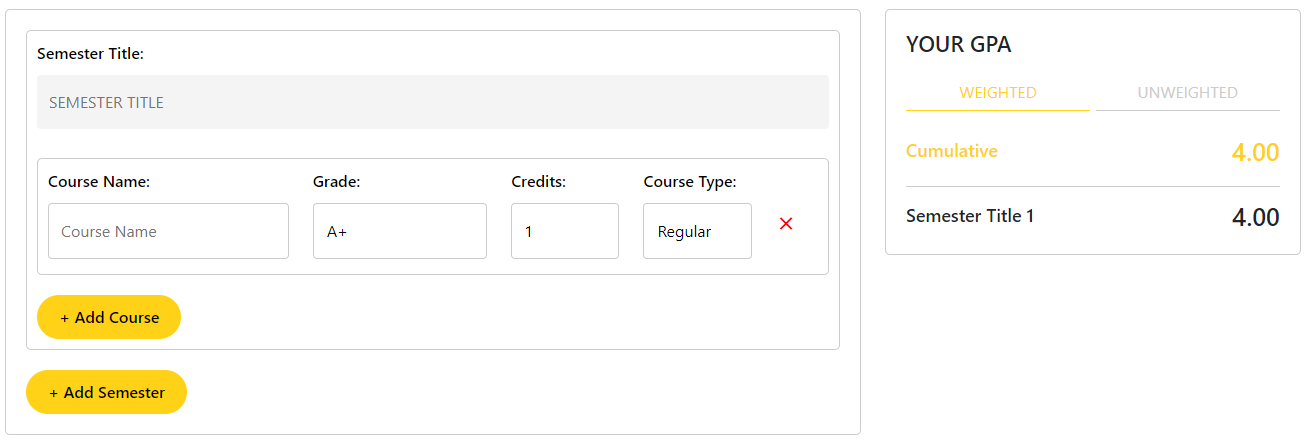 Semester Title:
SEMESTER TITLE
Course Name:
Grade:
Credits:
Course Type:
Course Name
A+
1
Regular
+ Add Course
+ Add Semester
YOUR GPA
WEIGHTED
UNWEIGHTED
Cumulative
4.00
Semester Title 1
4.00